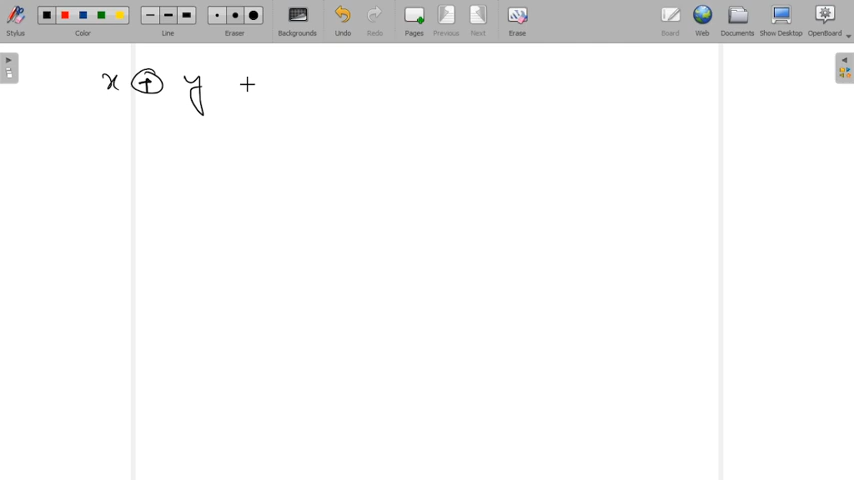 Stylus Color Line Eraser Backgrounds Undo Redo Pages Previous Next Erase Board Web Documents Show Desktop OpenBoard
x ⊕ y +